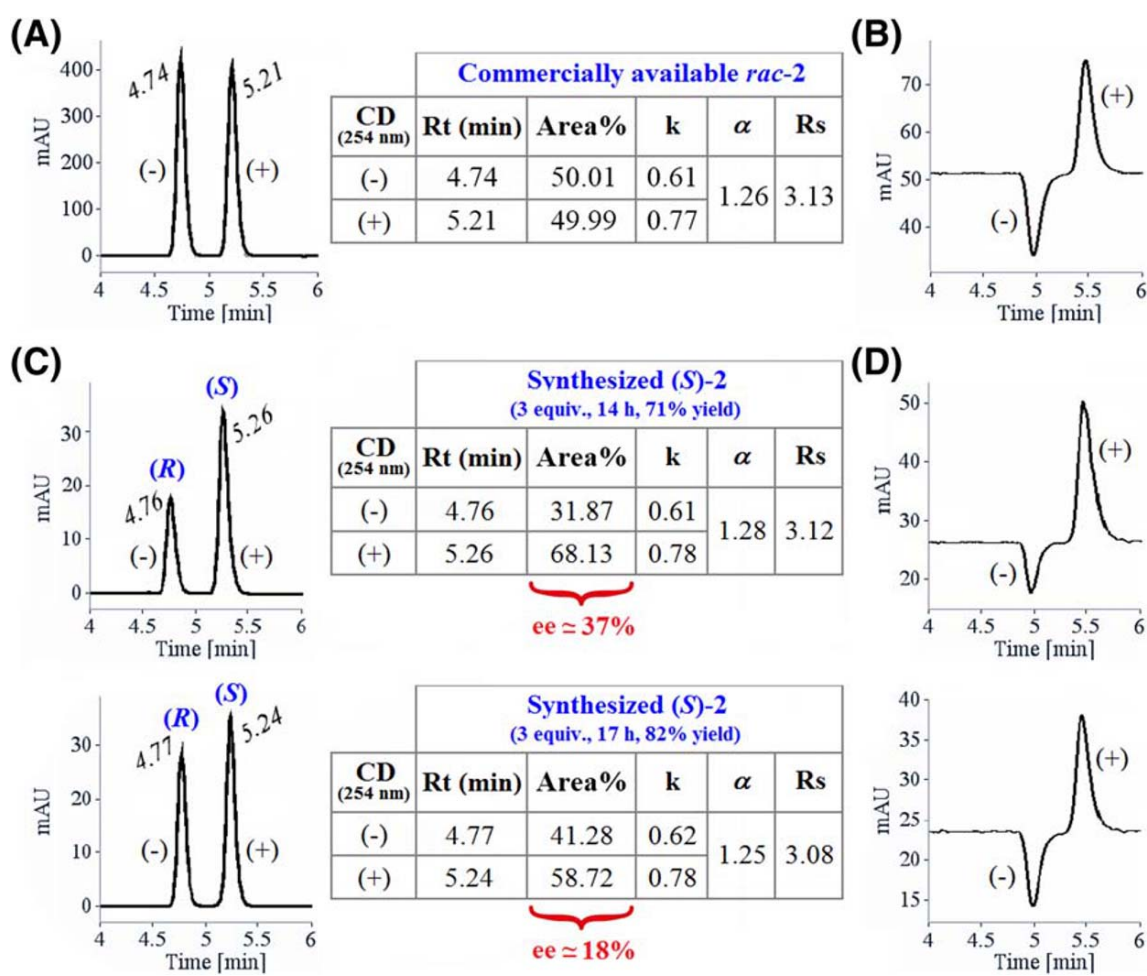 (A)
400
300
200
100
0
mAU
4.74
5.21
(-)
(+)
4 4.5 5 5.5 6
Time [min]
Commercially available rac-2
CD (254 nm) Rt (min) Area% k α Rs
(-) 4.74 50.01 0.61 1.26 3.13
(+) 5.21 49.99 0.77
(B)
70
60
50
40
mAU
(+)
(-)
4 4.5 5 5.5 6
Time [min]
(C)
30
20
10
0
mAU
(S)
(R)
4.76
5.26
(-)
(+)
4 4.5 5 5.5 6
Time [min]
Synthesized (S)-2
(3 equiv., 14 h, 71% yield)
CD (254 nm) Rt (min) Area% k α Rs
(-) 4.76 31.87 0.61 1.28 3.12
(+) 5.26 68.13 0.78
ee ≃ 37%
(D)
50
40
30
20
mAU
(+)
(-)
4 4.5 5 5.5 6
Time [min]
30
20
10
0
mAU
(S)
(R)
4.77
5.24
(-)
(+)
4 4.5 5 5.5 6
Time [min]
Synthesized (S)-2
(3 equiv., 17 h, 82% yield)
CD (254 nm) Rt (min) Area% k α Rs
(-) 4.77 41.28 0.62 1.25 3.08
(+) 5.24 58.72 0.78
ee ≃ 18%
40
35
30
23
22
15
mAU
(+)
(-)
4 4.5 5 5.5 6
Time [min]